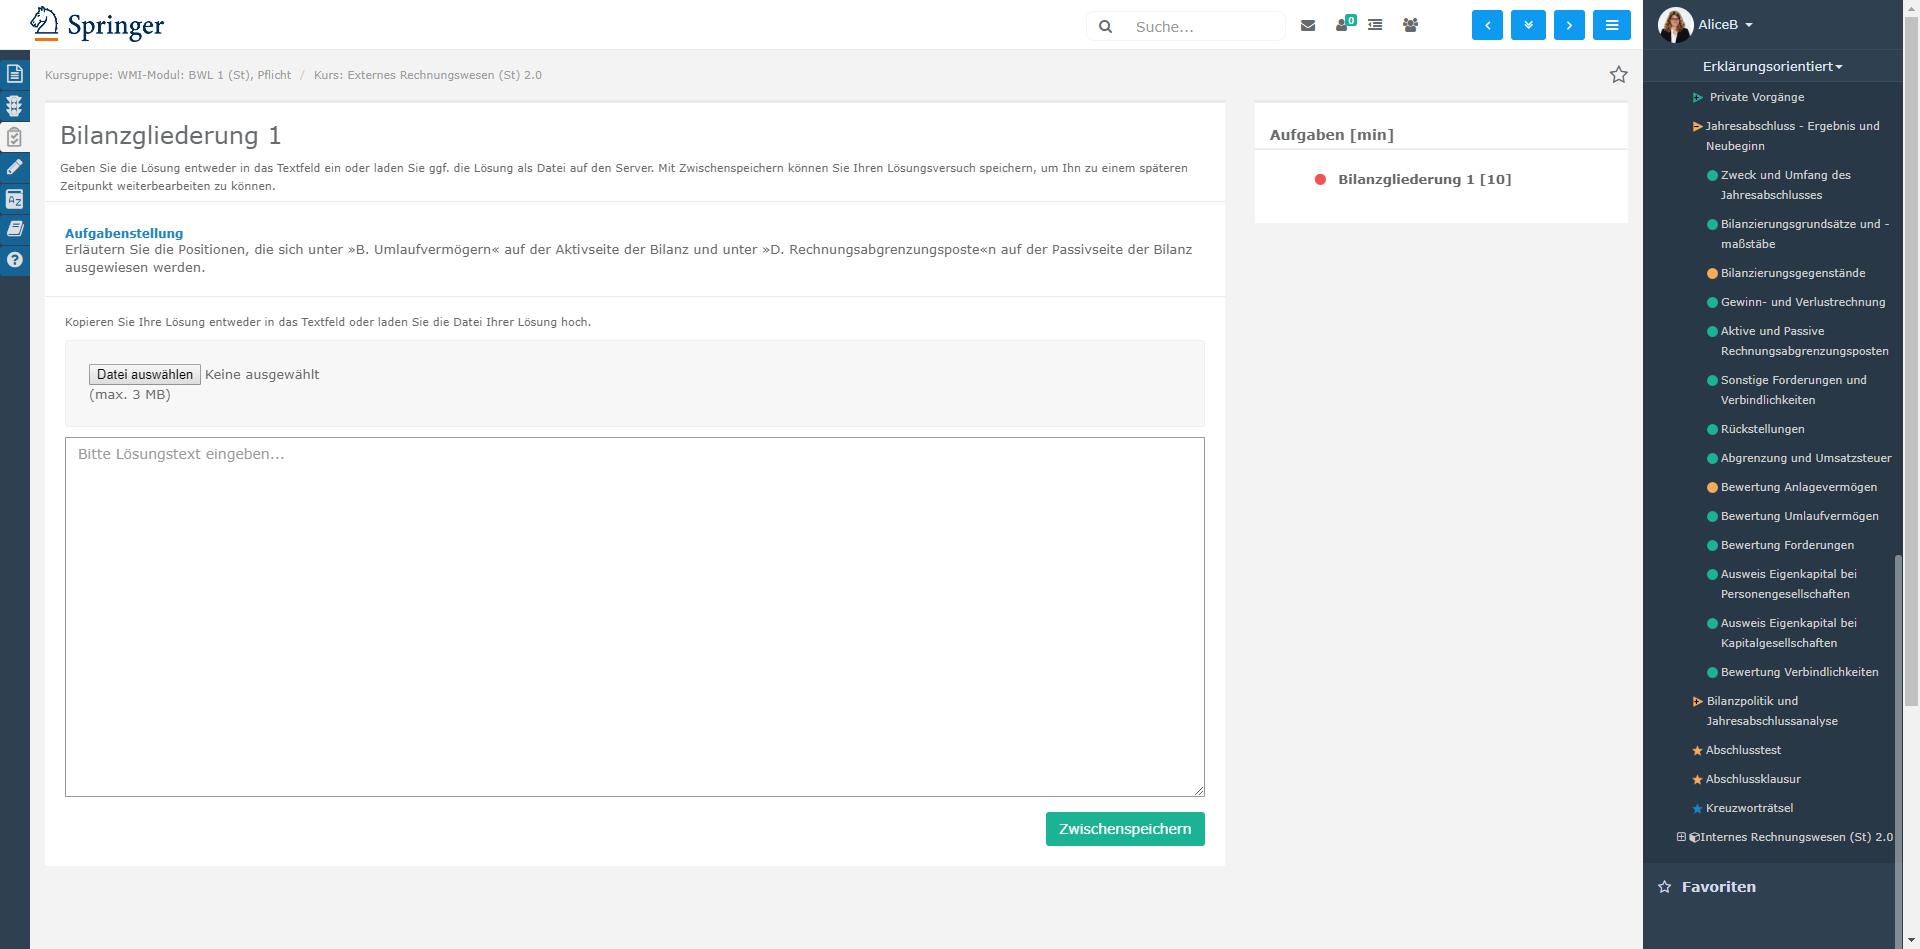 Springer
Suche...
0
AliceB
Kursgruppe: WMI-Modul: BWL 1 (St), Pflicht / Kurs: Externes Rechnungswesen (St) 2.0
Bilanzgliederung 1
Geben Sie die Lösung entweder in das Textfeld ein oder laden Sie ggf. die Lösung als Datei auf den Server. Mit Zwischenspeichern können Sie Ihren Lösungsversuch speichern, um Ihn zu einem späteren
Zeitpunkt weiterbearbeiten zu können.
Aufgabenstellung
Erläutern Sie die Positionen, die sich unter »B. Umlaufvermögern« auf der Aktivseite der Bilanz und unter »D. Rechnungsabgrenzungsposte«n auf der Passivseite der Bilanz
ausgewiesen werden.
Kopieren Sie Ihre Lösung entweder in das Textfeld oder laden Sie die Datei Ihrer Lösung hoch.
Datei auswählen Keine ausgewählt
(max. 3 MB)
Bitte Lösungstext eingeben...
Zwischenspeichern
Aufgaben [min]
Bilanzgliederung 1 [10]
Erklärungsorientiert
Private Vorgänge
Jahresabschluss - Ergebnis und
Neubeginn
Zweck und Umfang des
Jahresabschlusses
Bilanzierungsgrundsätze und -
maßstäbe
Bilanzierungsgegenstände
Gewinn- und Verlustrechnung
Aktive und Passive
Rechnungsabgrenzungsposten
Sonstige Forderungen und
Verbindlichkeiten
Rückstellungen
Abgrenzung und Umsatzsteuer
Bewertung Anlagevermögen
Bewertung Umlaufvermögen
Bewertung Forderungen
Ausweis Eigenkapital bei
Personengesellschaften
Ausweis Eigenkapital bei
Kapitalgesellschaften
Bewertung Verbindlichkeiten
Bilanzpolitik und
Jahresabschlussanalyse
Abschlusstest
Abschlussklausur
Kreuzworträtsel
Internes Rechnungswesen (St) 2.0
Favoriten